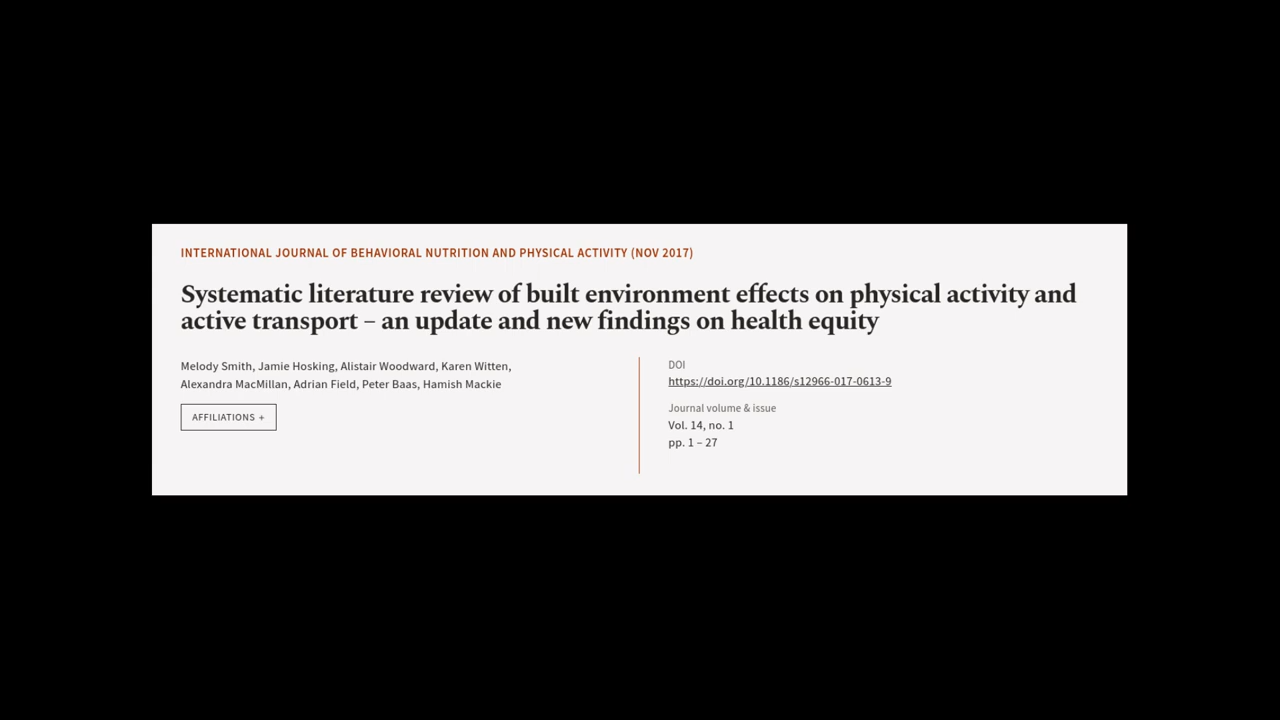 INTERNATIONAL JOURNAL OF BEHAVIORAL NUTRITION AND PHYSICAL ACTIVITY (NOV 2017)
Systematic literature review of built environment effects on physical activity and
active transport – an update and new findings on health equity
Melody Smith, Jamie Hosking, Alistair Woodward, Karen Witten,
Alexandra MacMillan, Adrian Field, Peter Baas, Hamish Mackie
AFFILIATIONS +
DOI
https://doi.org/10.1186/s12966-017-0613-9
Journal volume & issue
Vol. 14, no. 1
pp. 1 – 27